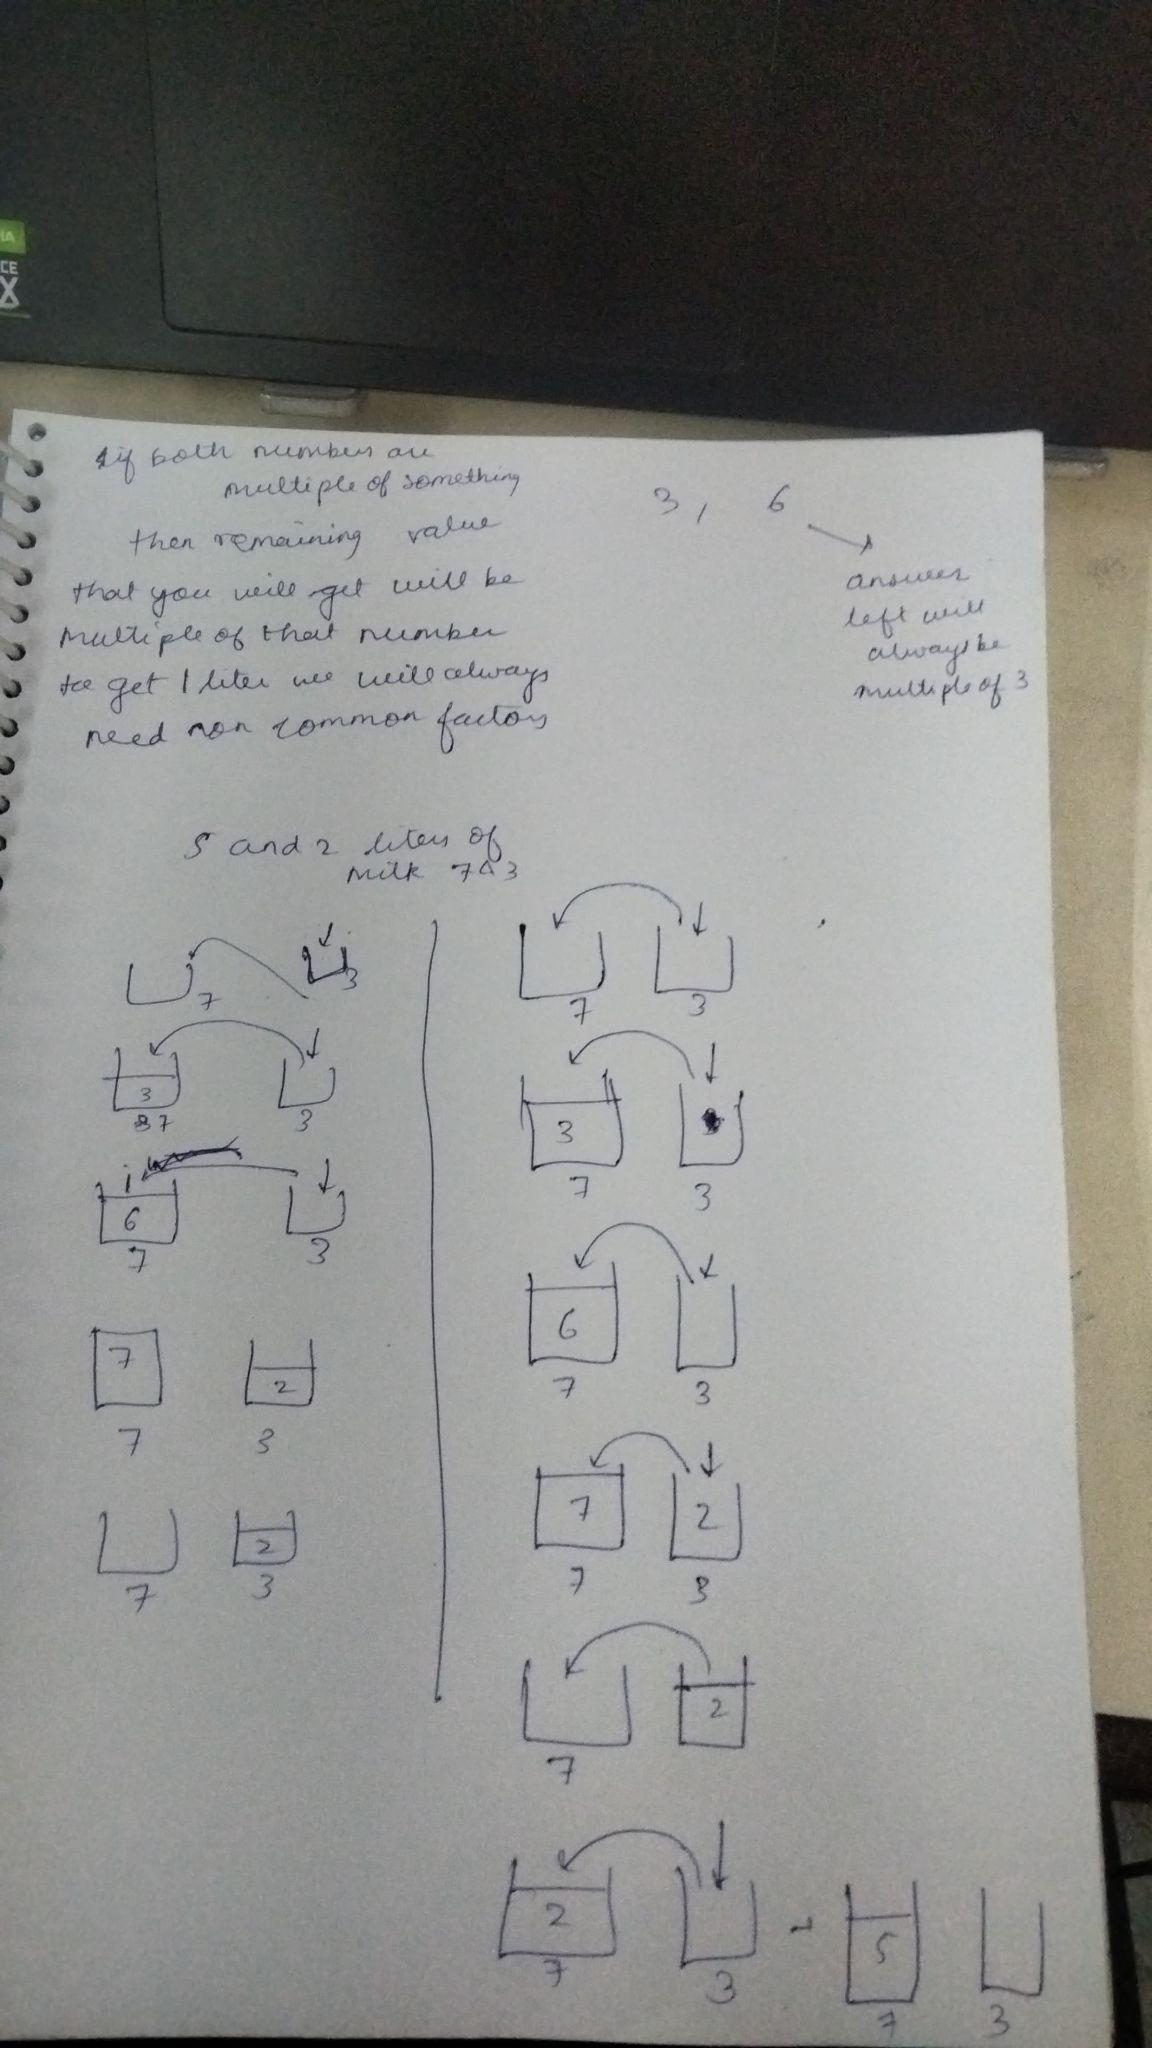 IA
CE
X
if both number are
multiple of something
then remaining value
that you will get will be
multiple of that number
to get 1 liter we will always
need non common factors
3, 6
answer
left will
always be
multiple of 3
5 and 2 liters of
milk 7 & 3
7 3
3
7 3
6
7 3
7 2
7 3
2
7 3
7 3
3
7 3
6
7 3
7 2
7 3
2
7
2 5
7 3 7 3